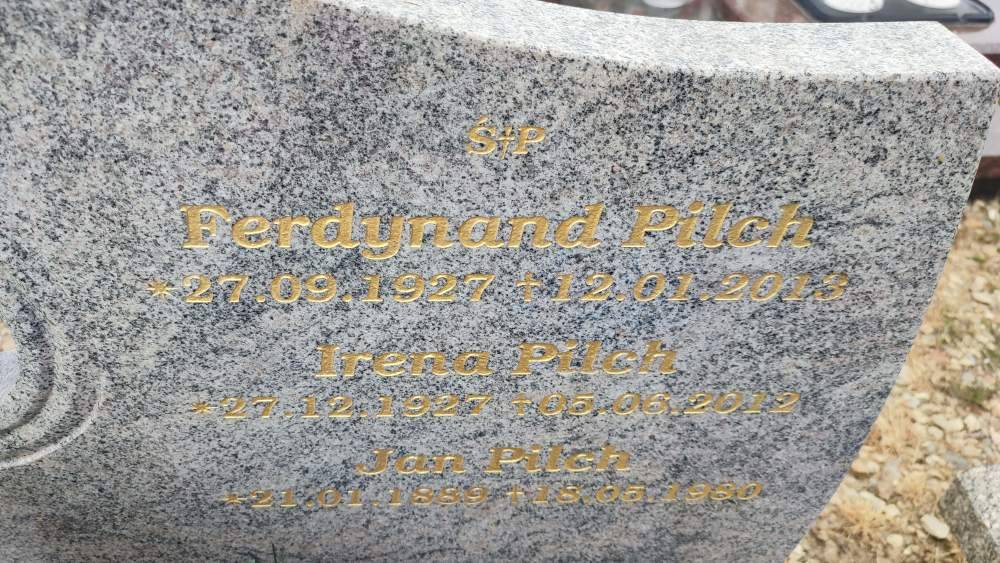 Ś†P
Ferdynand Pilch
*27.09.1927 †12.01.2013
Irena Pilch
*27.12.1927 †05.06.2012
Jan Pilch
*21.01.1889 †18.05.1980